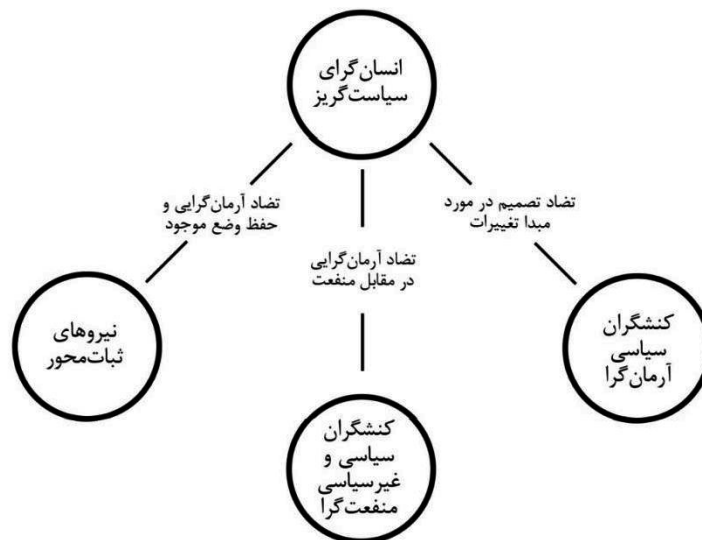 انسان‌گرای
سیاست‌گریز
تضاد تصمیم در مورد
مبدا تغییرات
تضاد آرمان‌گرایی و
حفظ وضع موجود
تضاد آرمان‌گرایی
در مقابل منفعت
کنشگران
سیاسی
آرمان‌گرا
نیروهای
ثبات‌محور
کنشگران
سیاسی و
غیرسیاسی
منفعت‌گرا